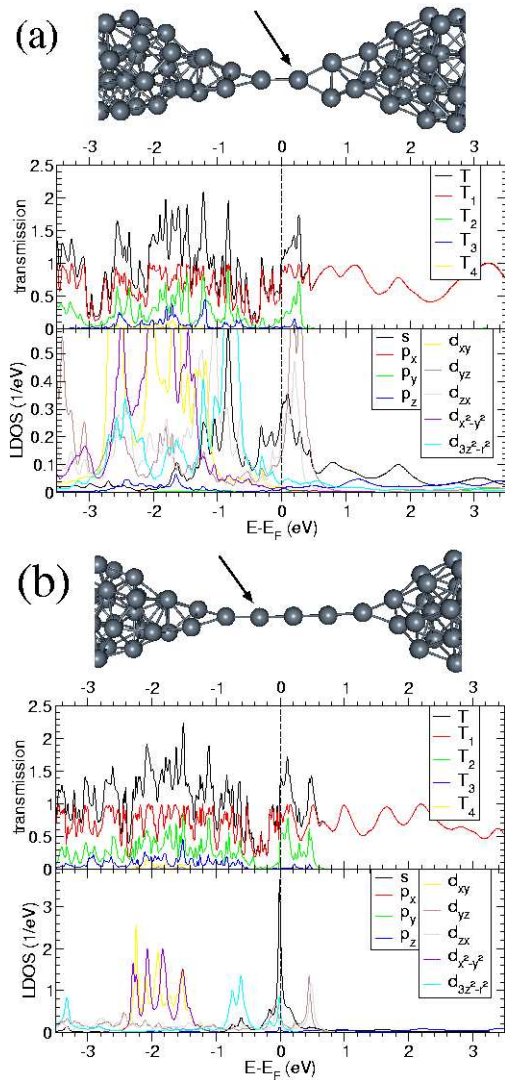 (a)
-3 -2 -1 0 1 2 3
2.5
2
1.5
1
0.5
0
transmission
T
T1
T2
T3
T4
0.5
0.4
0.3
0.2
0.1
0
LDOS (1/eV)
s
px
py
pz
dxy
dyz
dzx
dx²-y²
d3z²-r²
-3 -2 -1 0 1 2 3
E-EF (eV)
(b)
-3 -2 -1 0 1 2 3
2.5
2
1.5
1
0.5
0
transmission
T
T1
T2
T3
T4
3
2
1
0
LDOS (1/eV)
s
px
py
pz
dxy
dyz
dzx
dx²-y²
d3z²-r²
-3 -2 -1 0 1 2 3
E-EF (eV)